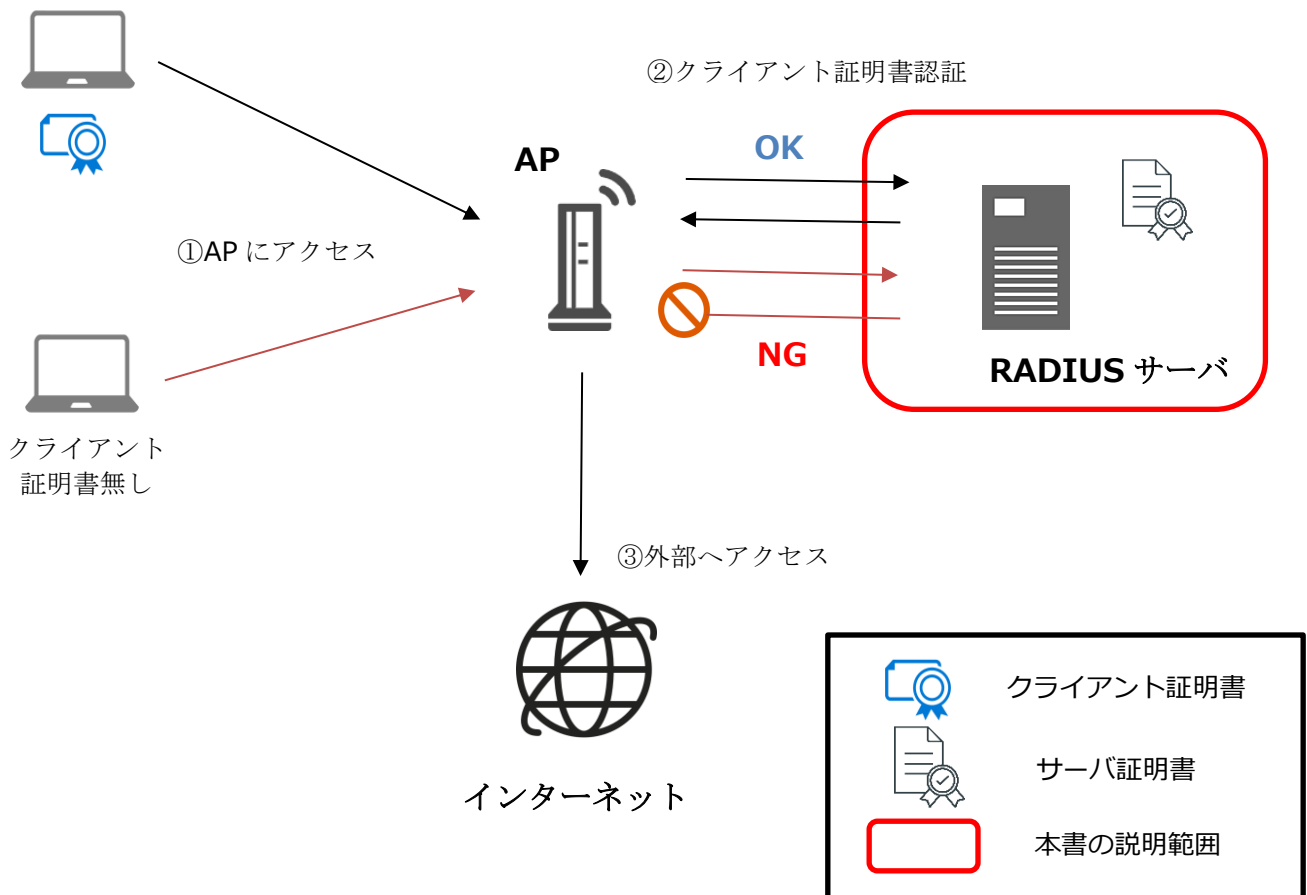 ②クライアント証明書認証
AP
OK
①AP にアクセス
NG
RADIUS サーバ
クライアント
証明書無し
③外部へアクセス
インターネット
クライアント証明書
サーバ証明書
本書の説明範囲